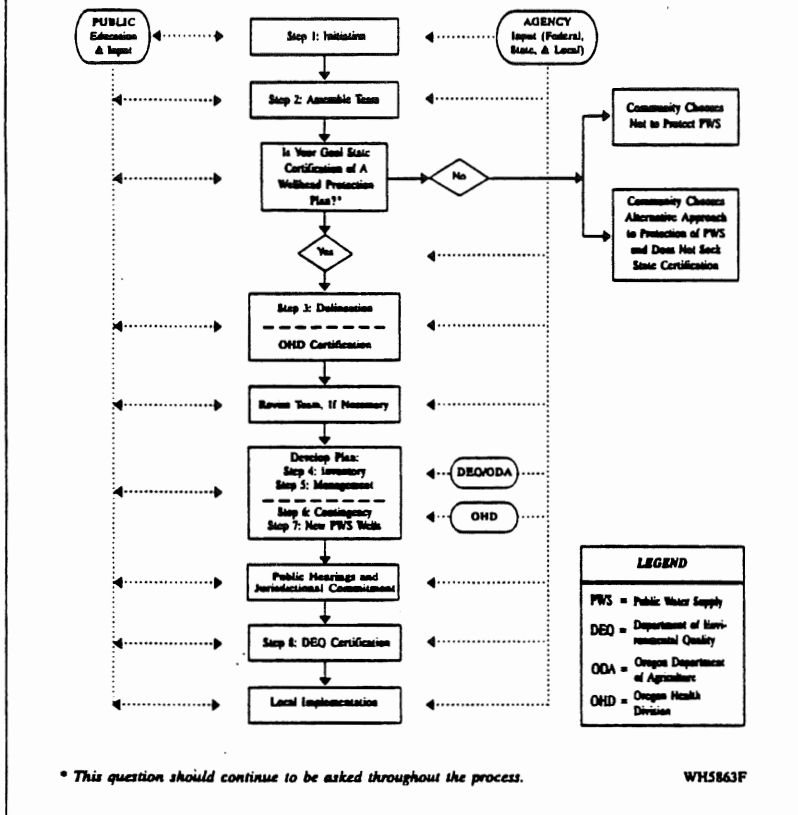 PUBLIC
Education
& Input
Step 1: Initiation
AGENCY
Input (Federal,
State, & Local)
Step 2: Assemble Team
Is Your Goal State
Certification of A
Wellhead Protection
Plan?*
No
Community Chooses
Not to Protect PWS
Community Chooses
Alternative Approach
to Protection of PWS
and Does Not Seek
State Certification
Yes
Step 3: Delineation
OHD Certification
Revise Team, If Necessary
Develop Plan:
Step 4: Inventory
Step 5: Management
Step 6: Contingency
Step 7: New PWS Wells
DEQ/ODA
OHD
Public Hearings and
Jurisdictional Commitment
Step 8: DEQ Certification
Local Implementation
LEGEND
PWS = Public Water Supply
DEQ = Department of Envi-
ronmental Quality
ODA = Oregon Department
of Agriculture
OHD = Oregon Health
Division
* This question should continue to be asked throughout the process.
WH5863F